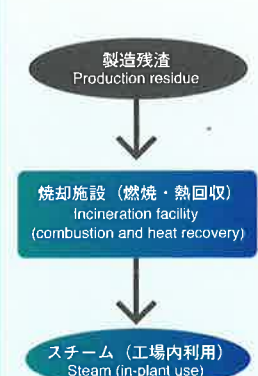 製造残渣
Production residue
焼却施設（燃焼・熱回収）
Incineration facility
(combustion and heat recovery)
スチーム（工場内利用）
Steam (in-plant use)